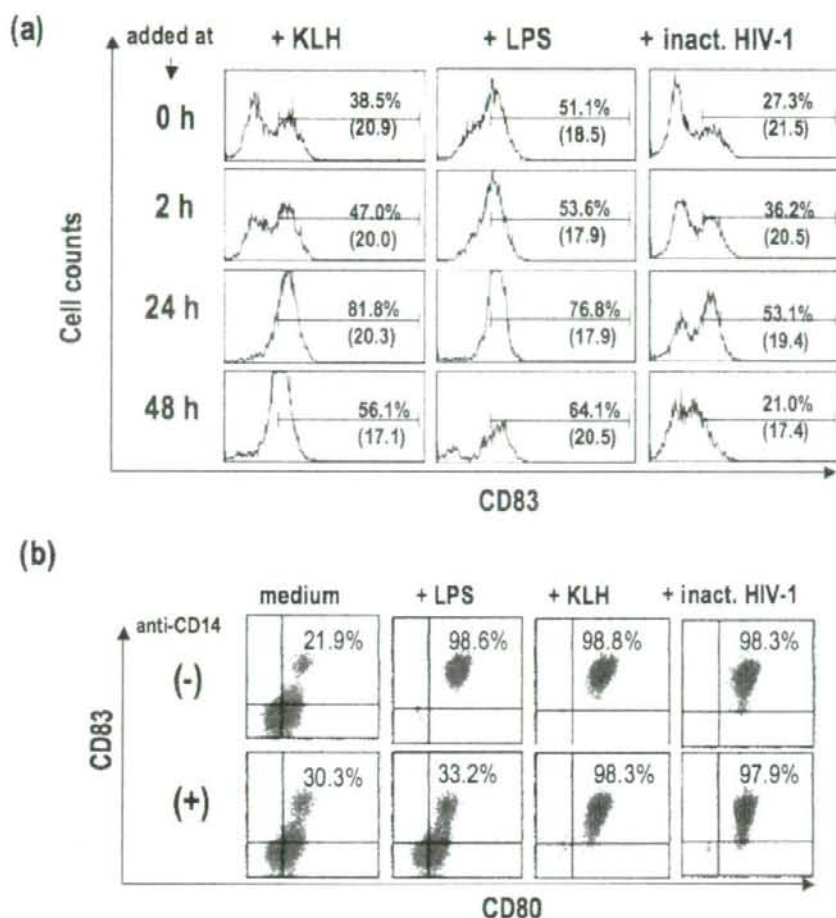 (a)
added at + KLH + LPS + inact. HIV-1
0 h 38.5% 51.1% 27.3%
(20.9) (18.5) (21.5)
2 h 47.0% 53.6% 36.2%
(20.0) (17.9) (20.5)
24 h 81.8% 76.8% 53.1%
(20.3) (17.9) (19.4)
48 h 56.1% 64.1% 21.0%
(17.1) (20.5) (17.4)
Cell counts
CD83
(b)
medium + LPS + KLH + inact. HIV-1
anti-CD14
(-) 21.9% 98.6% 98.8% 98.3%
(+) 30.3% 33.2% 98.3% 97.9%
CD83
CD80